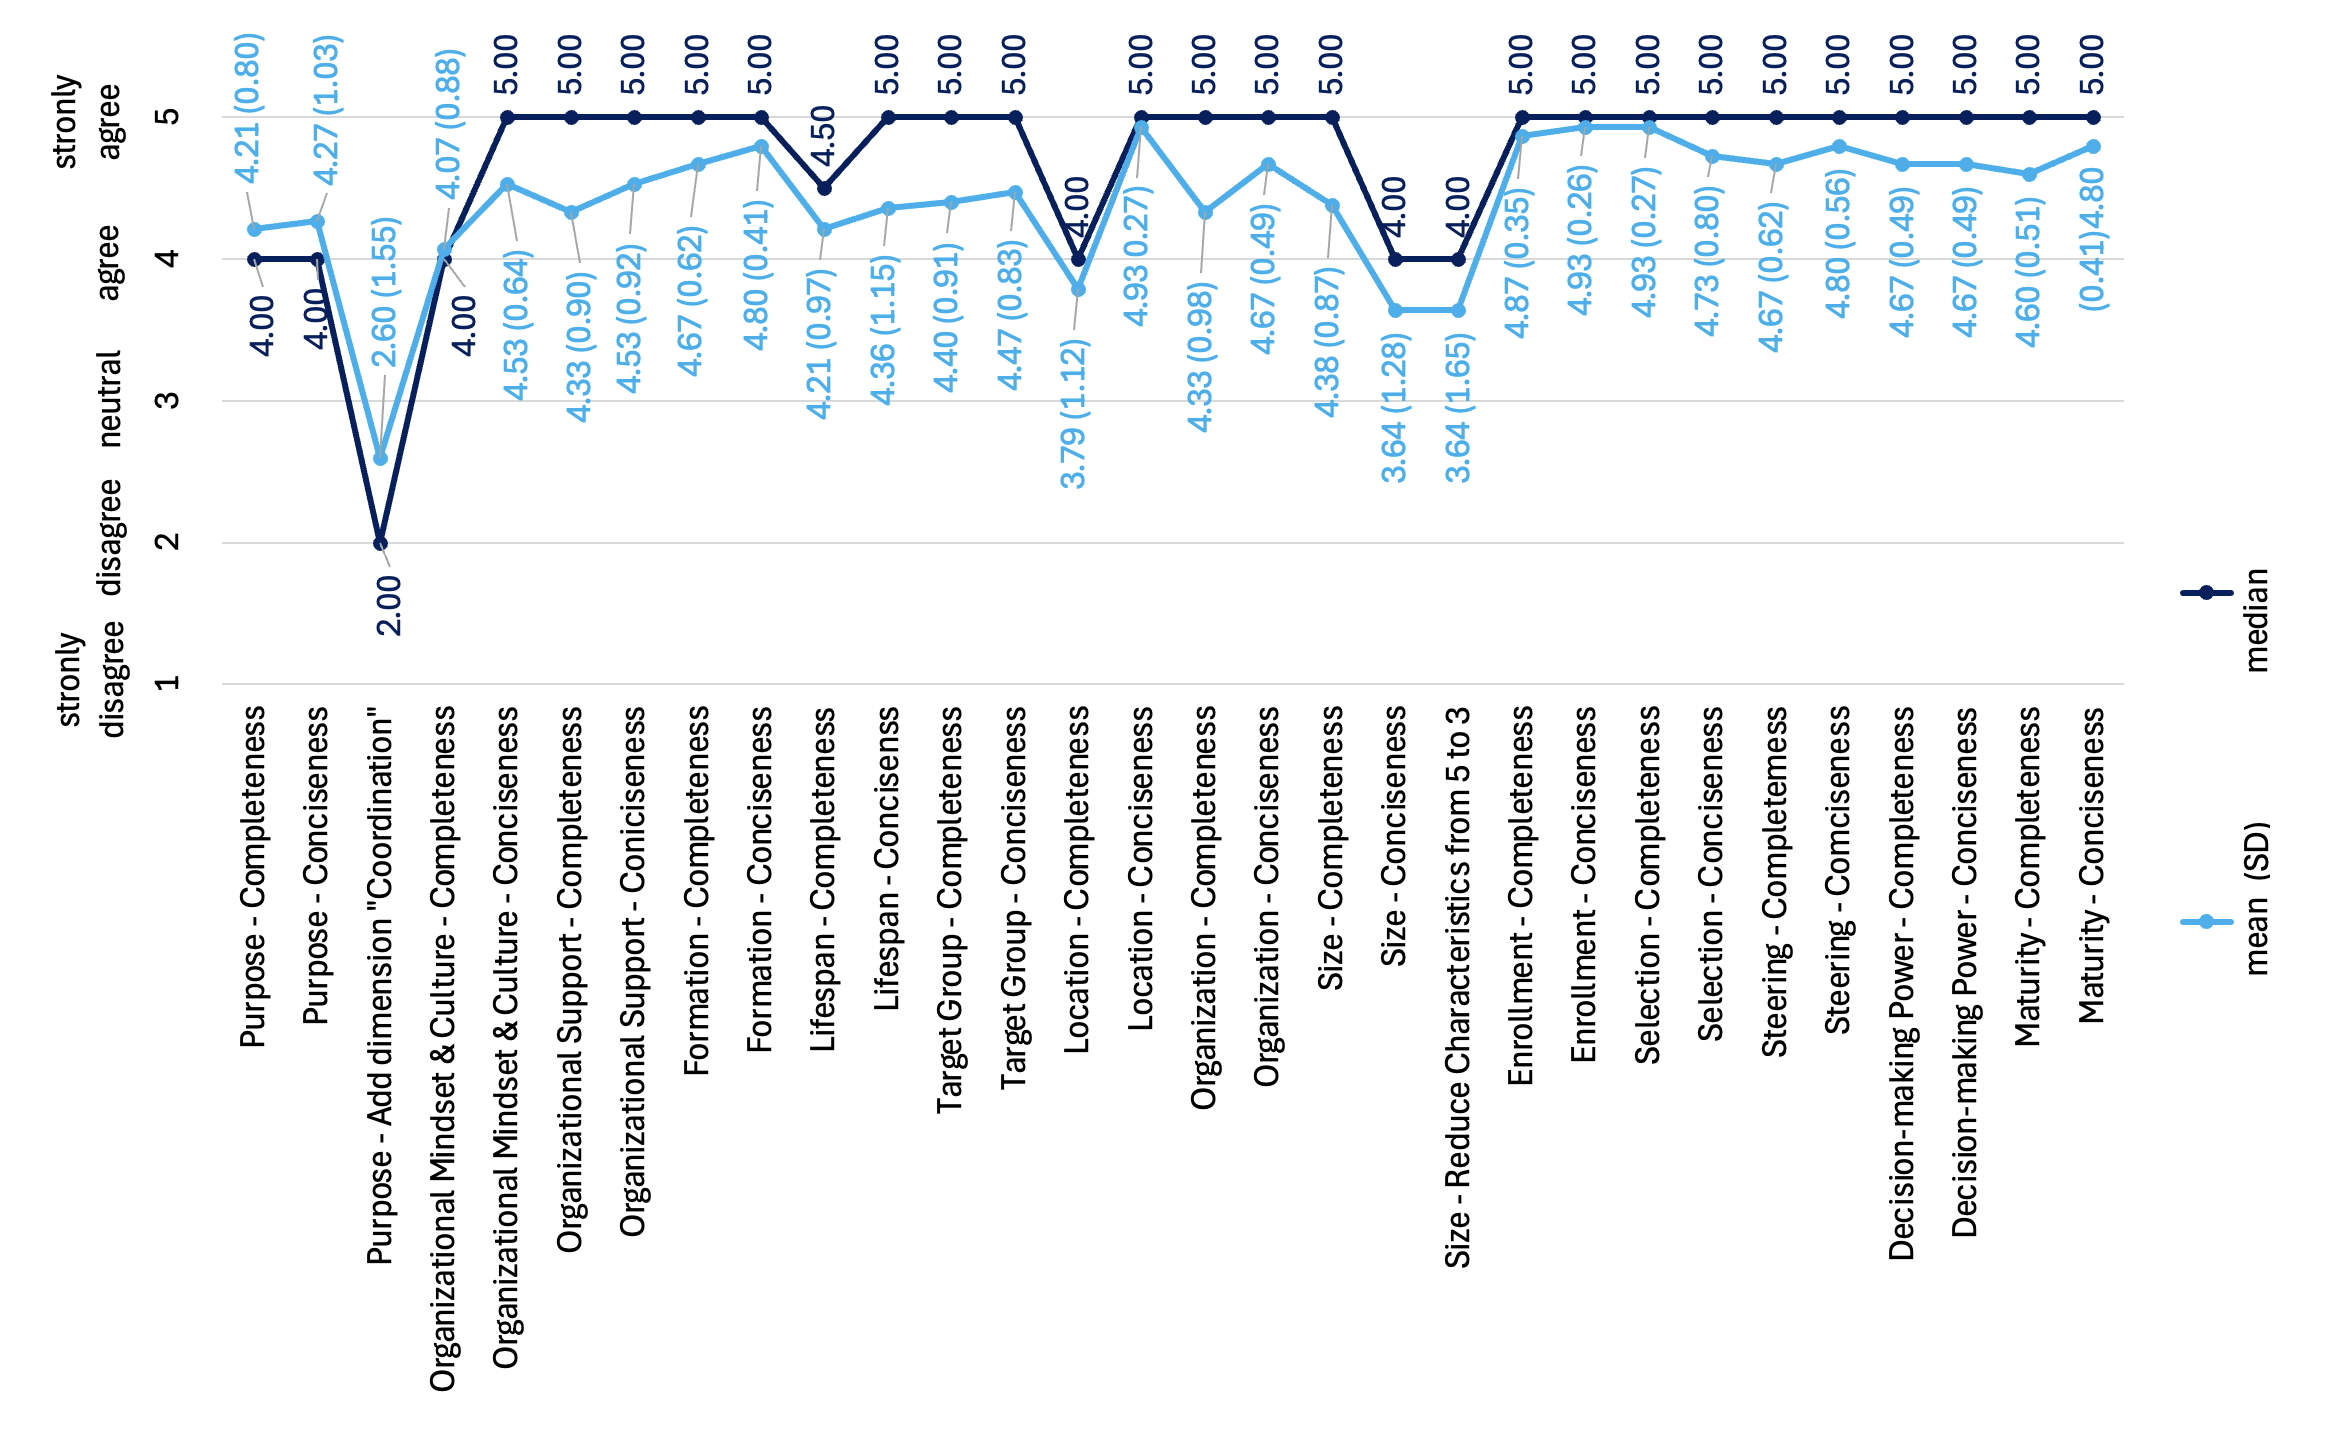 stronly
agree
5
agree
4
neutral
3
disagree
2
stronly
disagree
1
4.21 (0.80)
4.27 (1.03)
2.60 (1.55)
4.07 (0.88)
4.53 (0.64)
4.33 (0.90)
4.53 (0.92)
4.67 (0.62)
4.80 (0.41)
4.21 (0.97)
4.36 (1.15)
4.40 (0.91)
4.47 (0.83)
3.79 (1.12)
4.93 0.27)
4.33 (0.98)
4.67 (0.49)
4.38 (0.87)
3.64 (1.28)
3.64 (1.65)
4.87 (0.35)
4.93 (0.26)
4.93 (0.27)
4.73 (0.80)
4.67 (0.62)
4.80 (0.56)
4.67 (0.49)
4.67 (0.49)
4.60 (0.51)
(0.41)4.80
4.00
4.00
2.00
4.00
5.00
5.00
5.00
5.00
5.00
4.50
5.00
5.00
5.00
4.00
5.00
5.00
5.00
5.00
4.00
4.00
5.00
5.00
5.00
5.00
5.00
5.00
5.00
5.00
5.00
5.00
Purpose - Completeness
Purpose - Conciseness
Purpose - Add dimension "Coordination"
Organizational Mindset & Culture - Completeness
Organizational Mindset & Culture - Conciseness
Organizational Support - Completeness
Organizational Support - Coniciseness
Formation - Completeness
Formation - Conciseness
Lifespan - Completeness
Lifespan - Concisenss
Target Group - Completeness
Target Group - Conciseness
Location - Completeness
Location - Conciseness
Organization - Completeness
Organization - Conciseness
Size - Completeness
Size - Conciseness
Size - Reduce Characteristics from 5 to 3
Enrollment - Completeness
Enrollment - Conciseness
Selection - Completeness
Selection - Conciseness
Steering - Completemess
Steering - Comciseness
Decision-making Power - Completeness
Decision-making Power - Conciseness
Maturity - Completeness
Maturity - Conciseness
mean (SD)
median